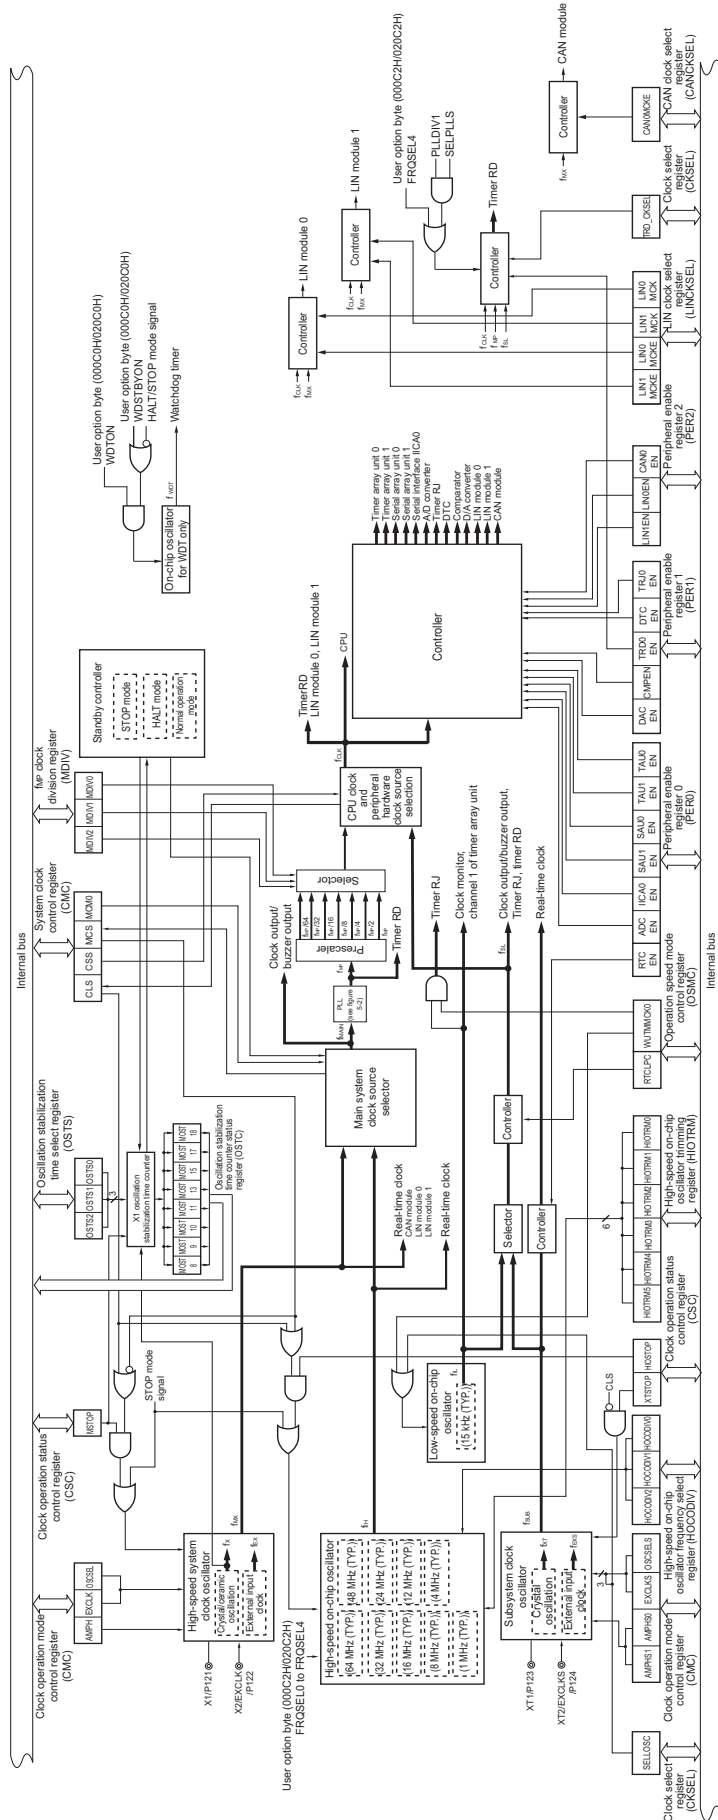 Internal bus
Clock operation mode
control register
(CMC)
AMPH
EXCLK
OSCSEL
Clock operation status
control register
(CSC)
MSTOP
Oscillation stabilization
time select register
(OSTS)
OSTS2
OSTS1
OSTS0
3
X1 oscillation
stabilization time counter
MOST
8
MOST
9
MOST
10
MOST
11
MOST
13
MOST
15
MOST
17
MOST
18
Oscillation stabilization
time counter status
register (OSTC)
System clock
control register
(CMC)
CLS
CSS
MCS
MCM0
fMP clock
division register
(MDIV)
MDIV2
MDIV1
MDIV0
Standby controller
STOP mode
HALT mode
Normal operation
mode
User option byte (000C0H/020C0H)
WDTON
User option byte (000C0H/020C0H)
WDSTBYON
HALT/STOP mode signal
On-chip oscillator
for WDT only
fWDT
Watchdog timer
STOP mode
signal
High-speed system
clock oscillator
Crystal/ceramic
oscillation
External input
clock
fX
fEX
fMX
X1/P121
X2/EXCLK
/P122
User option byte (000C2H/020C2H)
FRQSEL0 to FRQSEL4
High-speed on-chip oscillator
(64 MHz (TYP.))
(48 MHz (TYP.))
(32 MHz (TYP.))
(24 MHz (TYP.))
(16 MHz (TYP.))
(12 MHz (TYP.))
(8 MHz (TYP.))
(4 MHz (TYP.))
(1 MHz (TYP.))
fIH
Real-time clock
CAN module
LIN module 0
LIN module 1
Real-time clock
Main system
clock source
selector
fMAIN
Clock output/
buzzer output
PLL
(see figure
5-2)
fMP
Timer RD
Prescaler
fMP/64
fMP/32
fMP/16
fMP/8
fMP/4
fMP/2
fMP
Selector
CPU clock
and
peripheral
hardware
clock source
selection
fCLK
TimerRD
LIN module 0, LIN module 1
CPU
Controller
Timer array unit 0
Timer array unit 1
Serial array unit 0
Serial array unit 1
Serial interface IICA0
A/D converter
Timer RJ
DTC
Comparator
D/A converter
LIN module 0
LIN module 1
CAN module
fCLK
fMX
Controller
LIN module 0
fCLK
fMX
Controller
LIN module 1
User option byte (000C2H/020C2H)
FRQSEL4
PLLDIV1
SELPLLS
fCLK
fMP
fSL
Controller
Timer RD
fMX
Controller
CAN module
Low-speed on-chip
oscillator
(15 kHz (TYP.))
fIL
Timer RJ
Clock monitor,
channel 1 of timer array unit
Selector
Controller
fSL
Clock output/buzzer output,
Timer RJ, timer RD
Controller
Real-time clock
Subsystem clock
oscillator
Crystal
oscillation
External input
clock
fXT
fEXS
fSUB
XT1/P123
XT2/EXCLKS
/P124
CLS
3
6
SELLOSC
Clock select
register
(CKSEL)
AMPHS1
AMPHS0
EXCLKS
OSCSELS
Clock operation mode
control register
(CMC)
HOCODIV2
HOCODIV1
HOCODIV0
High-speed on-chip
oscillator frequency select
register (HOCODIV)
XTSTOP
HIOSTOP
Clock operation status
control register
(CSC)
HIOTRM5
HIOTRM4
HIOTRM3
HIOTRM2
HIOTRM1
HIOTRM0
High-speed on-chip
oscillator trimming
register (HIOTRM)
RTCLPC
WUTMMCK0
Operation speed mode
control register
(OSMC)
RTC
EN
ADC
EN
IICA0
EN
SAU1
EN
SAU0
EN
TAU1
EN
TAU0
EN
Peripheral enable
register 0
(PER0)
DAC
EN
CMPEN
TRD0
EN
DTC
EN
TRJ0
EN
Peripheral enable
register 1
(PER1)
LIN1EN
LIN0EN
CAN0
EN
Peripheral enable
register 2
(PER2)
LIN1
MCKE
LIN0
MCKE
LIN1
MCK
LIN0
MCK
LIN clock select
register
(LINCKSEL)
TRD_CKSEL
Clock select
register
(CKSEL)
CAN0MCKE
CAN clock select
register
(CANCKSEL)
Internal bus